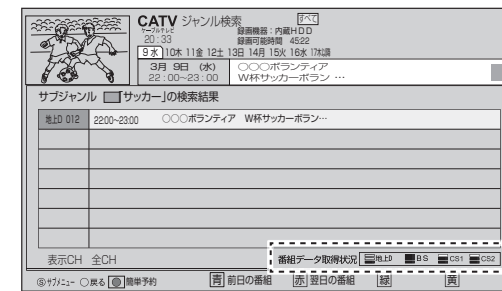 CATV ジャンル検索 すべて
ケーブルテレビ
20:33
録画機器：内蔵HDD
録画可能時間 45:22
9水 10木 11金 12土 13日 14月 15火 16水 17木
3月 9日 (水)
22:00~23:00
○○○ボランティア
W杯サッカーボラン …
サブジャンル 「サッカー」の検索結果
地上D 012 22:00~23:00 ○○○ボランティア W杯サッカーボラン…
表示CH 全CH
番組データ取得状況 地上D BS CS1 CS2
Ⓢサブメニュー 戻る 簡単予約 青 前日の番組 赤 翌日の番組 緑 黄